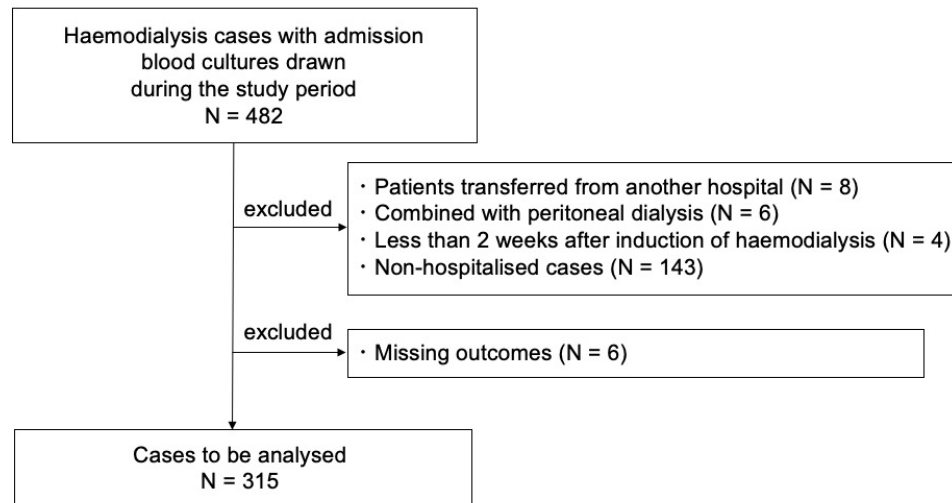 Haemodialysis cases with admission
blood cultures drawn
during the study period
N = 482
excluded
・Patients transferred from another hospital (N = 8)
・Combined with peritoneal dialysis (N = 6)
・Less than 2 weeks after induction of haemodialysis (N = 4)
・Non-hospitalised cases (N = 143)
excluded
・Missing outcomes (N = 6)
Cases to be analysed
N = 315